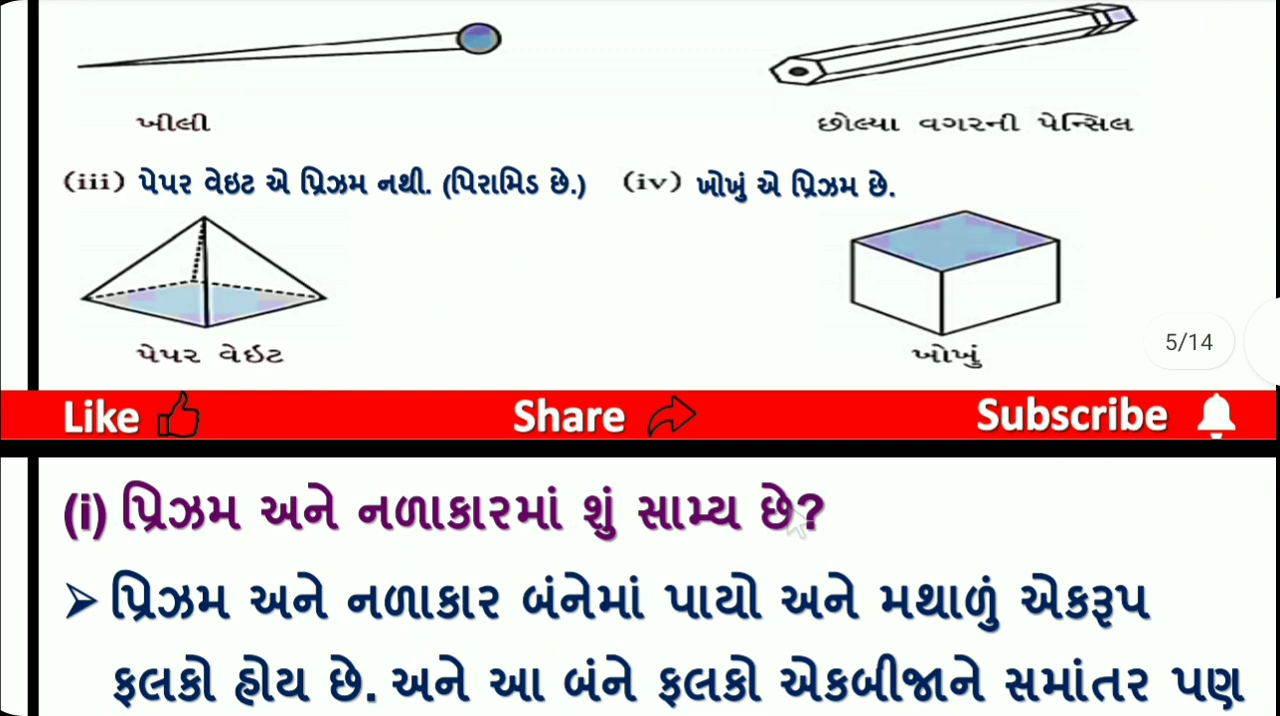 ખીલી છોલ્યા વગરની પેન્સિલ
(iii) પેપર વેઇટ એ પ્રિઝમ નથી. (પિરામિડ છે.) (iv) ખોખું એ પ્રિઝમ છે.
પેપર વેઇટ ખોખું
5/14
Like Share Subscribe
(i) પ્રિઝમ અને નળાકારમાં શું સામ્ય છે?
➢ પ્રિઝમ અને નળાકાર બંનેમાં પાયો અને મથાળું એકરૂપ
ફલકો હોય છે. અને આ બંને ફલકો એકબીજાને સમાંતર પણ